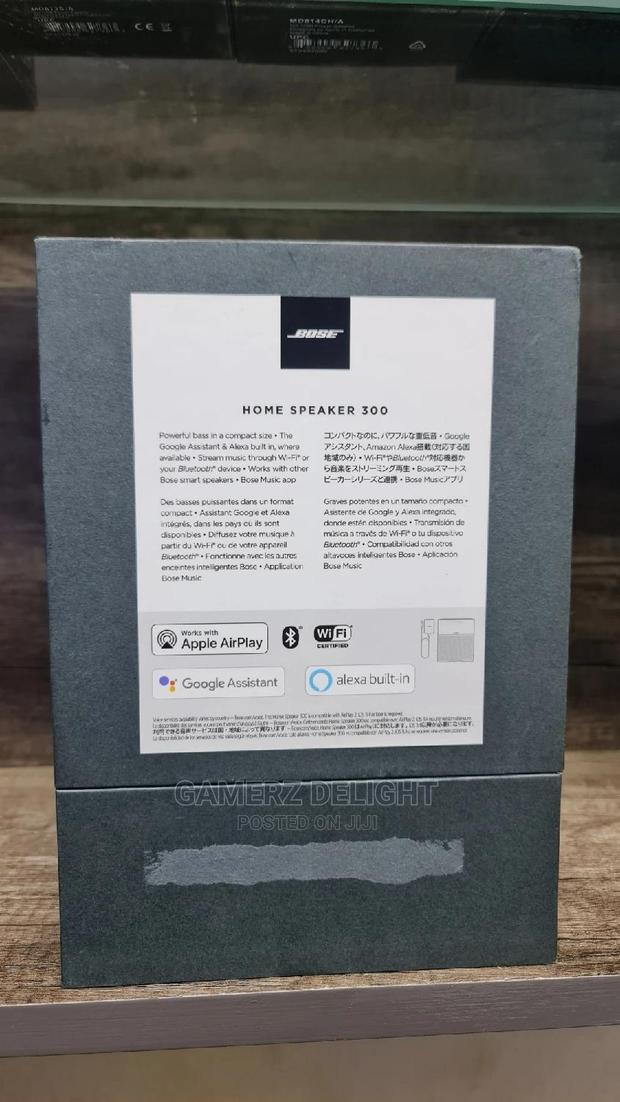 MD814CH/A
BOSE
HOME SPEAKER 300
Powerful bass in a compact size • The
Google Assistant & Alexa built in, where
available • Stream music through Wi-Fi® or
your Bluetooth® device • Works with other
Bose smart speakers • Bose Music app
コンパクトなのに、パワフルな重低音 • Google
アシスタント、Amazon Alexa搭載(対応する国
地域のみ) • Wi-Fi®やBluetooth®対応機器か
ら音楽をストリーミング再生 • Boseスマートス
ピーカーシリーズと連携 • Bose Musicアプリ
Des basses puissantes dans un format
compact • Assistant Google et Alexa
intégrés, dans les pays où ils sont
disponibles • Diffusez votre musique à
partir du Wi-Fi® ou de votre appareil
Bluetooth® • Fonctionne avec les autres
enceintes intelligentes Bose • Application
Bose Music
Graves potentes en un tamaño compacto •
Asistente de Google y Alexa integrado,
donde estén disponibles • Transmisión de
música a través de Wi-Fi® o tu dispositivo
Bluetooth® • Compatibilidad con otros
altavoces inteligentes Bose • Aplicación
Bose Music
Works with
Apple AirPlay
Wi Fi
CERTIFIED
Google Assistant
alexa built-in
GAMERZ DELIGHT
POSTED ON JIJI